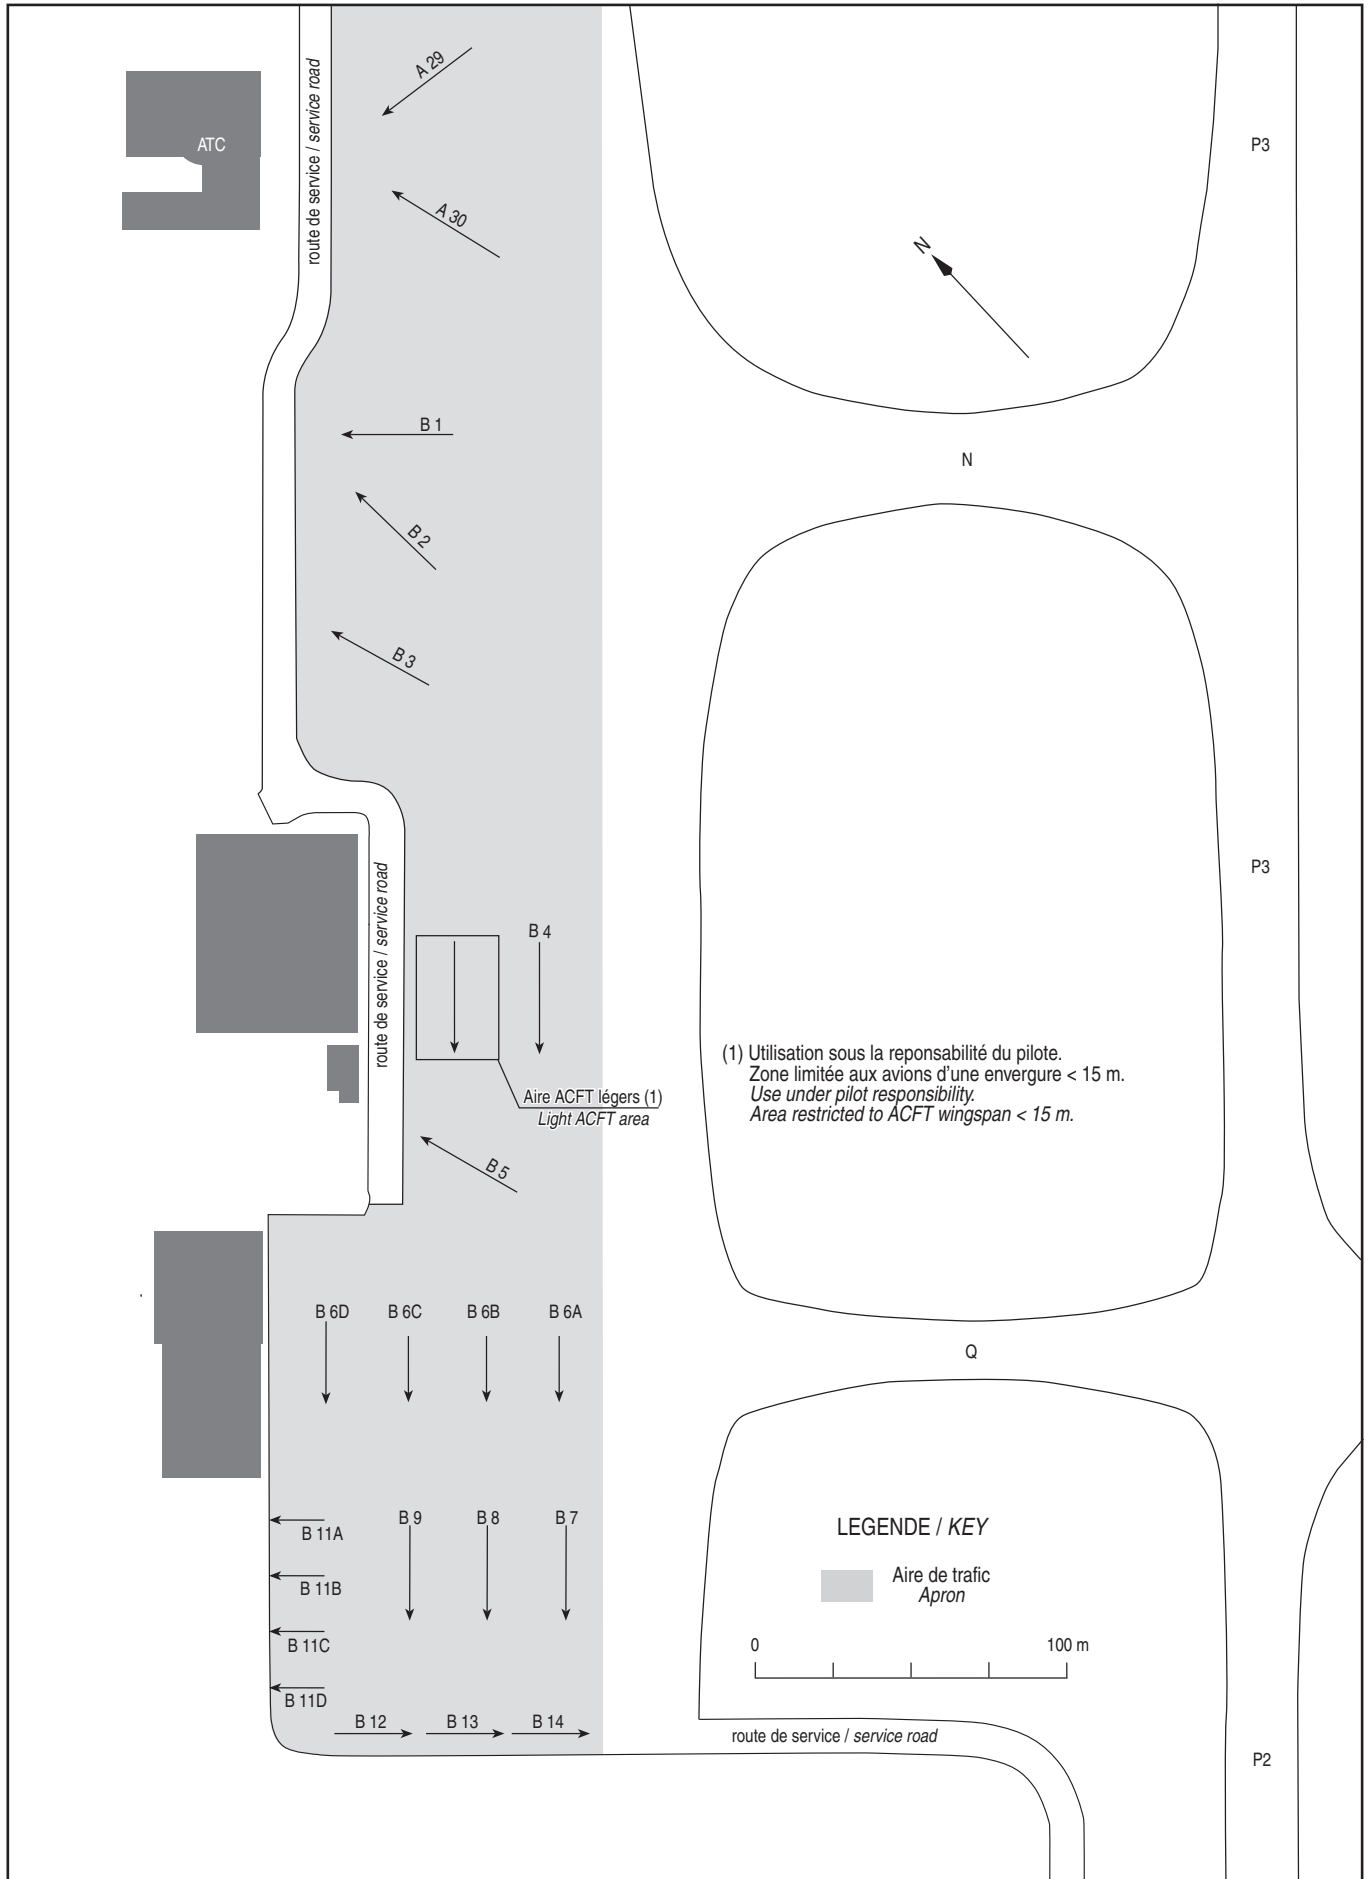 A 29
route de service / service road
ATC
P3
A 30
N
B 1
N
B 2
B 3
P3
route de service / service road
B 4
(1) Utilisation sous la reponsabilité du pilote.
Zone limitée aux avions d'une envergure < 15 m.
Use under pilot responsibility.
Area restricted to ACFT wingspan < 15 m.
Aire ACFT légers (1)
Light ACFT area
B 5
B 6D
B 6C
B 6B
B 6A
Q
B 9
B 8
B 7
B 11A
B 11B
B 11C
B 11D
LEGENDE / KEY
Aire de trafic
Apron
0
100 m
B 12
B 13
B 14
route de service / service road
P2